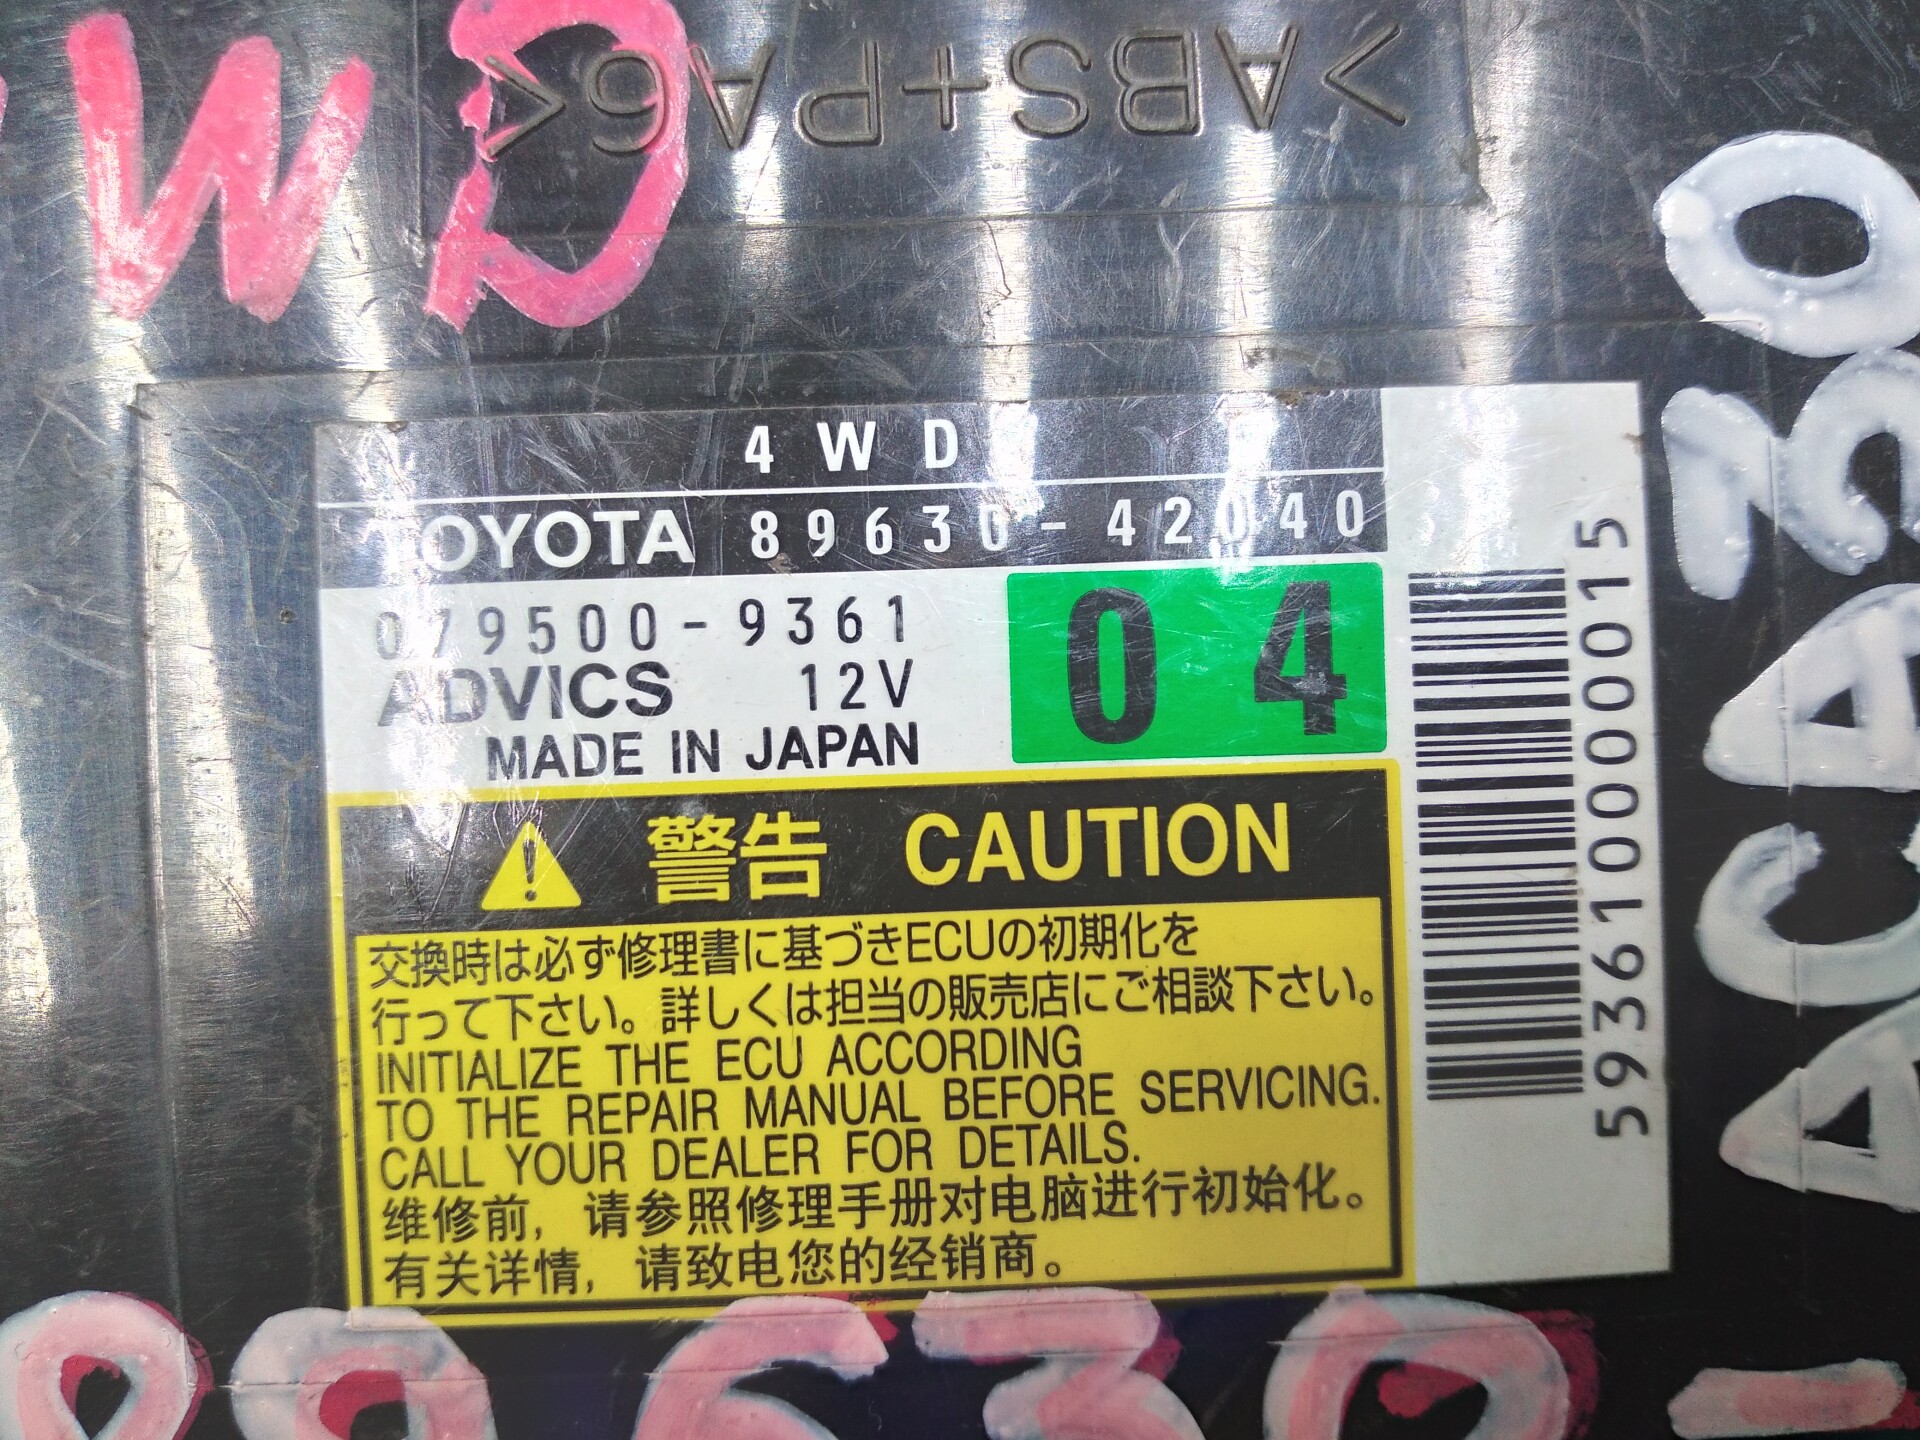 WD
>ABS+PA6<
4WD
TOYOTA 89630-42040
079500-9361
04
ADVICS 12V
MADE IN JAPAN
警告 CAUTION
交換時は必ず修理書に基づきECUの初期化を
行って下さい。詳しくは担当の販売店にご相談下さい。
INITIALIZE THE ECU ACCORDING
TO THE REPAIR MANUAL BEFORE SERVICING.
CALL YOUR DEALER FOR DETAILS.
维修前，请参照修理手册对电脑进行初始化。
有关详情，请致电您的经销商。
593610000015
ACA30
89630-